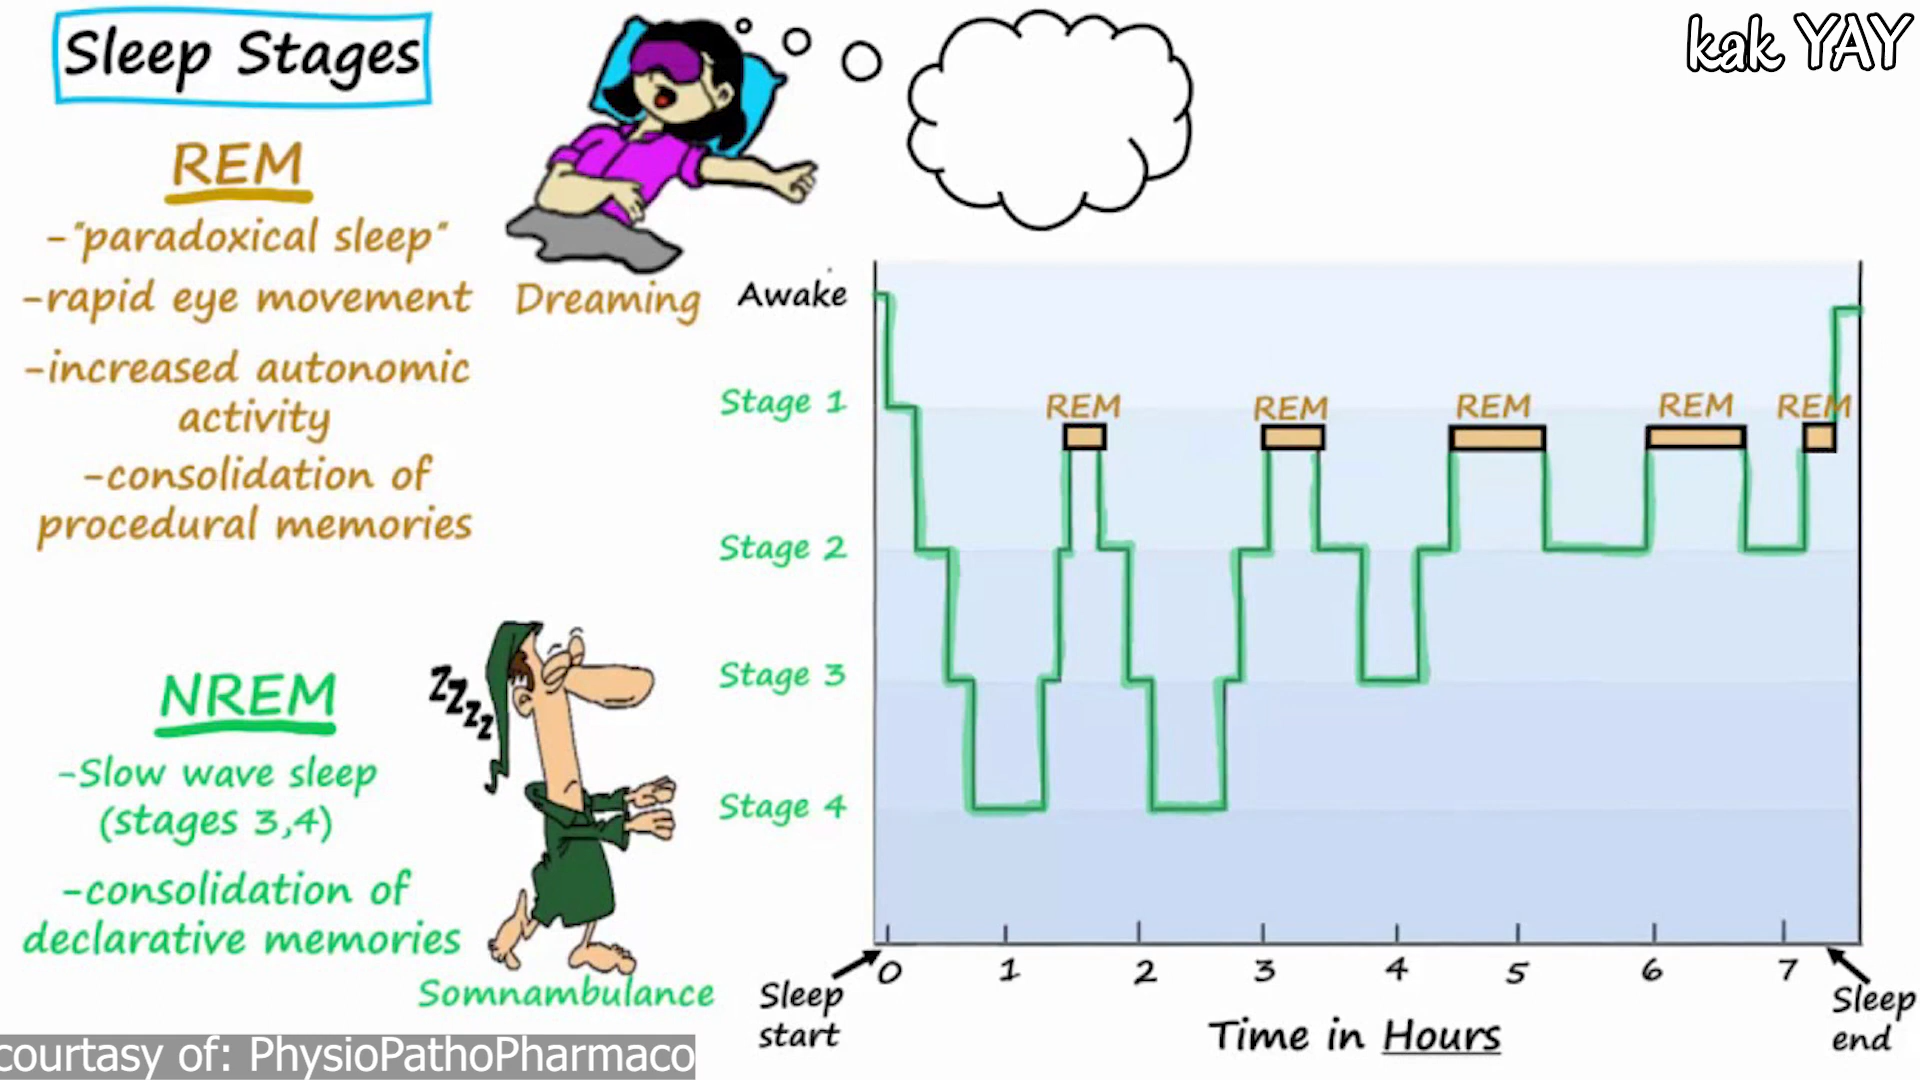 Sleep Stages
kak YAY
REM
-"paradoxical sleep"
-rapid eye movement
-increased autonomic
activity
-consolidation of
procedural memories
Dreaming
NREM
-Slow wave sleep
(stages 3,4)
-consolidation of
declarative memories
ZZzz
Somnambulance
Awake
Stage 1
Stage 2
Stage 3
Stage 4
REM REM REM REM REM
0 1 2 3 4 5 6 7
Sleep
start
Time in Hours
Sleep
end
courtesy of: PhysioPathoPharmaco